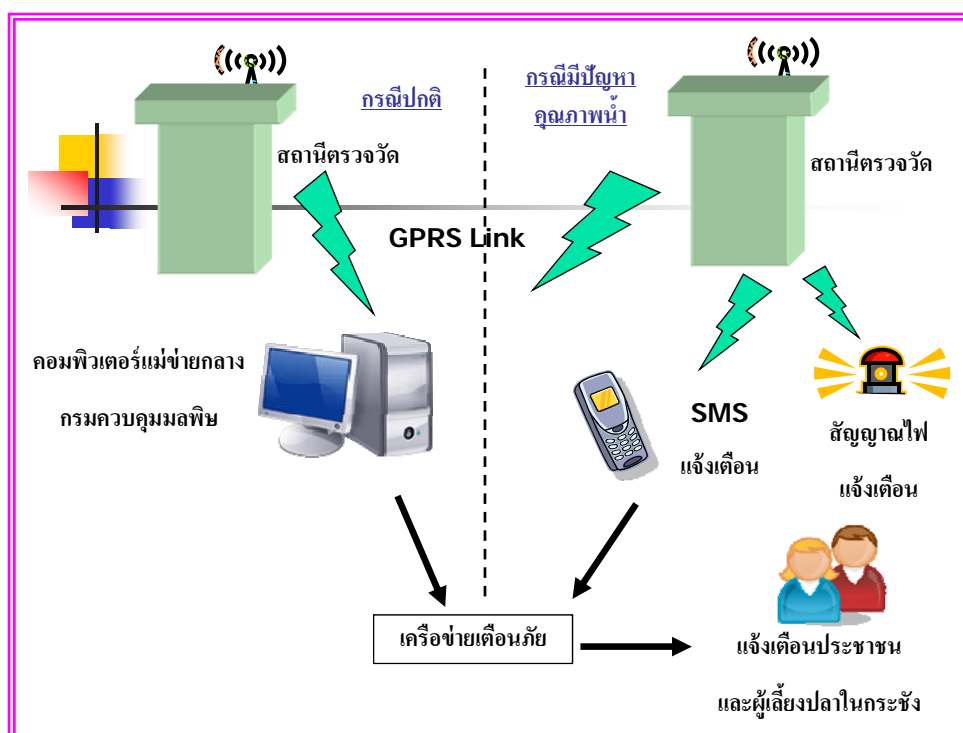 กรณีปกติ
สถานีตรวจวัด
กรณีมีปัญหา
คุณภาพน้ำ
สถานีตรวจวัด
GPRS Link
คอมพิวเตอร์แม่ข่ายกลาง
กรมควบคุมมลพิษ
SMS
แจ้งเตือน
สัญญาณไฟ
แจ้งเตือน
เครือข่ายเตือนภัย
แจ้งเตือนประชาชน
และผู้เลี้ยงปลาในกระชัง